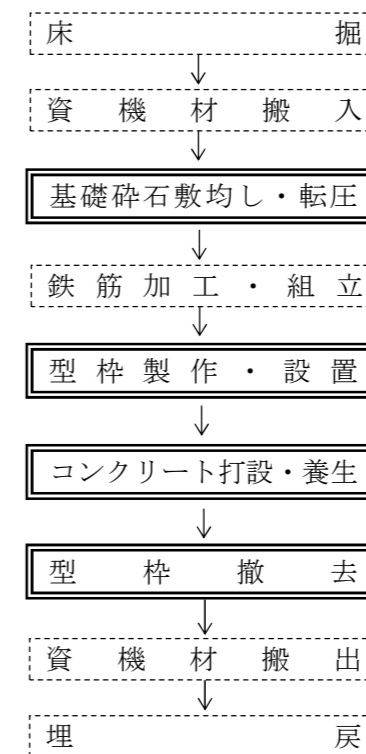 床掘
資機材搬入
基礎砕石敷均し・転圧
鉄筋加工・組立
型枠製作・設置
コンクリート打設・養生
型枠撤去
資機材搬出
埋戻